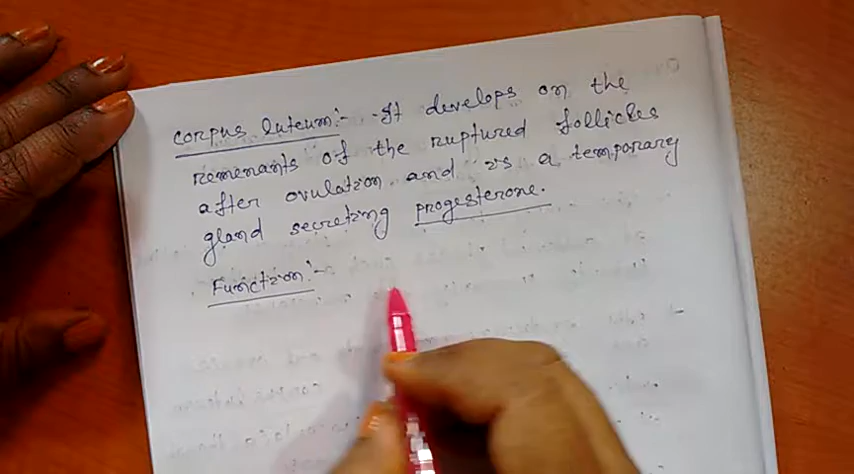 corpus luteum:- It develops on the
remenants of the ruptured follicles
after ovulation and is a temporary
gland secreting progesterone.
Function:-